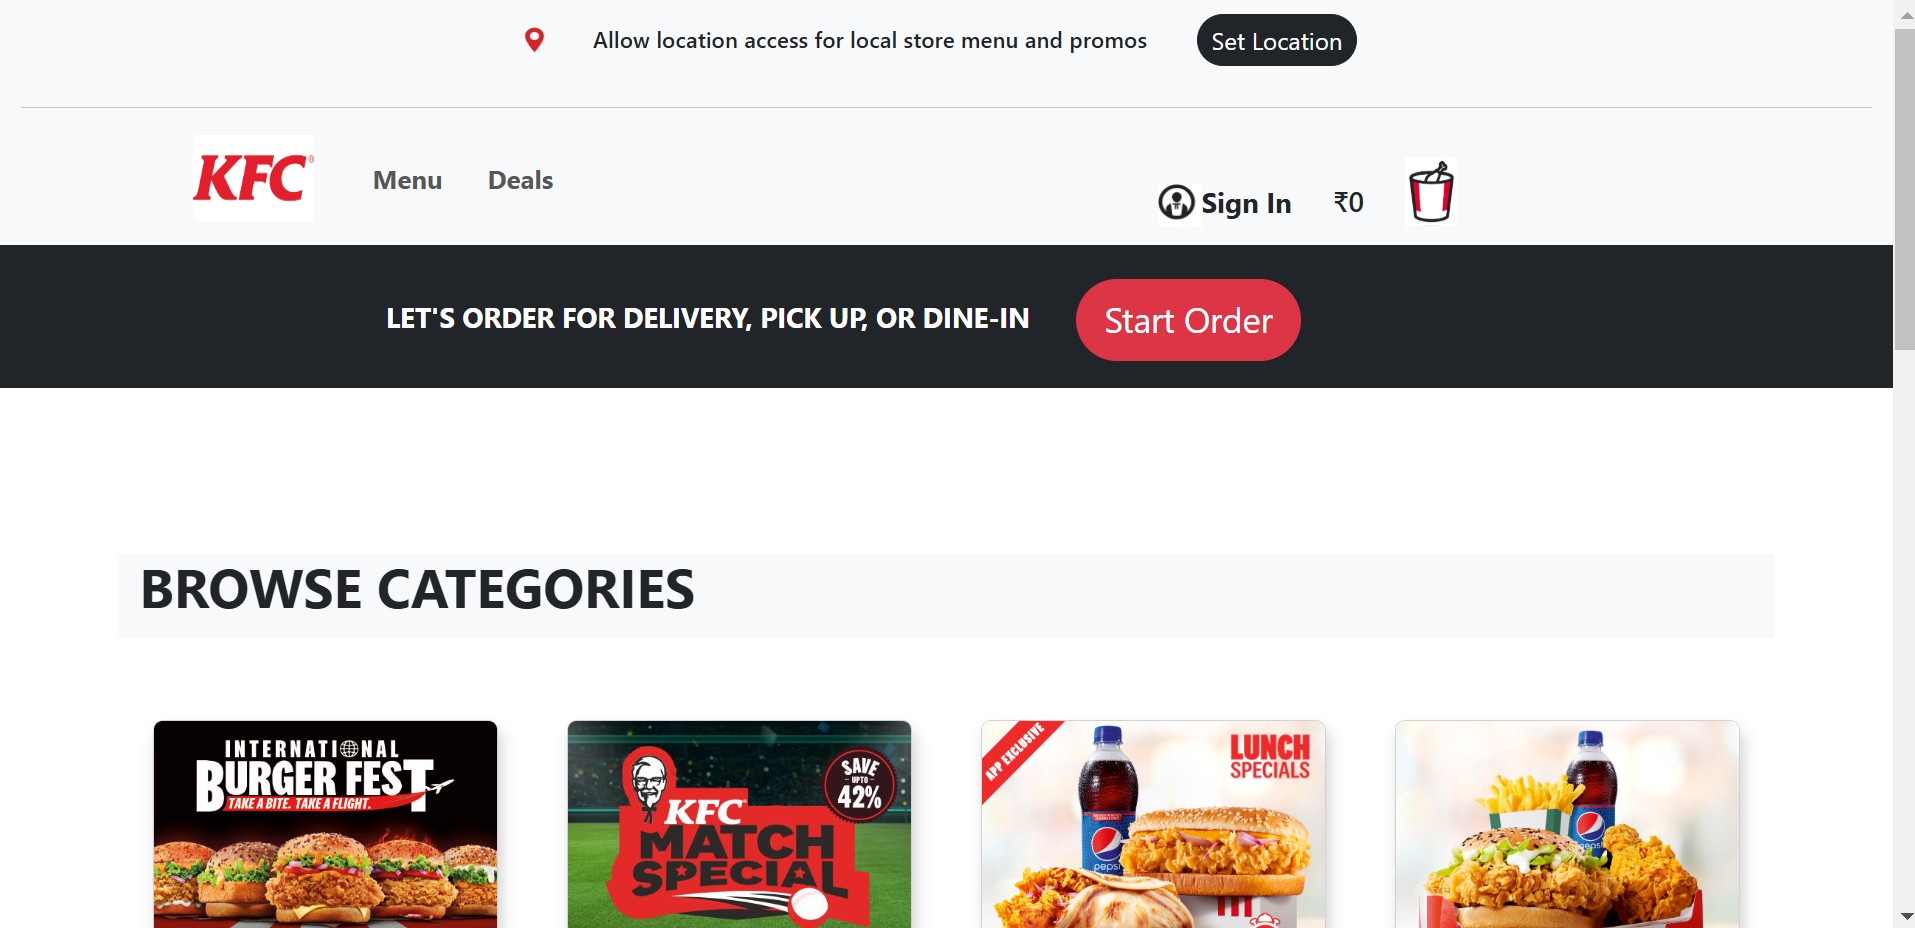 Allow location access for local store menu and promos
Set Location
KFC®
Menu
Deals
Sign In
₹0
LET'S ORDER FOR DELIVERY, PICK UP, OR DINE-IN
Start Order
BROWSE CATEGORIES
INTERNATIONAL
BURGER FEST
TAKE A BITE. TAKE A FLIGHT.
SAVE
UPTO
42%
KFC
MATCH
SPECIAL
APP EXCLUSIVE
LUNCH
SPECIALS
pepsi
pepsi